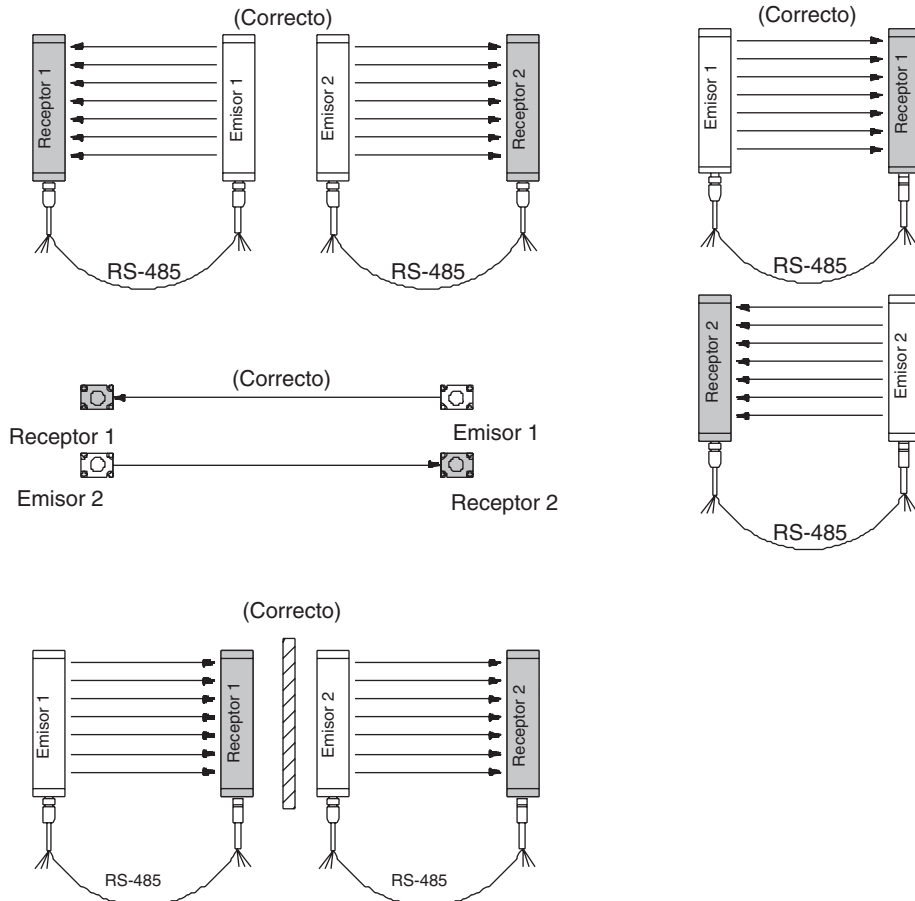 (Correcto)
Receptor 1
Emisor 1
Emisor 2
Receptor 2
RS-485
RS-485
(Correcto)
Emisor 1
Receptor 1
RS-485
Receptor 2
Emisor 2
RS-485
(Correcto)
Receptor 1
Emisor 1
Emisor 2
Receptor 2
(Correcto)
Emisor 1
Receptor 1
Emisor 2
Receptor 2
RS-485
RS-485